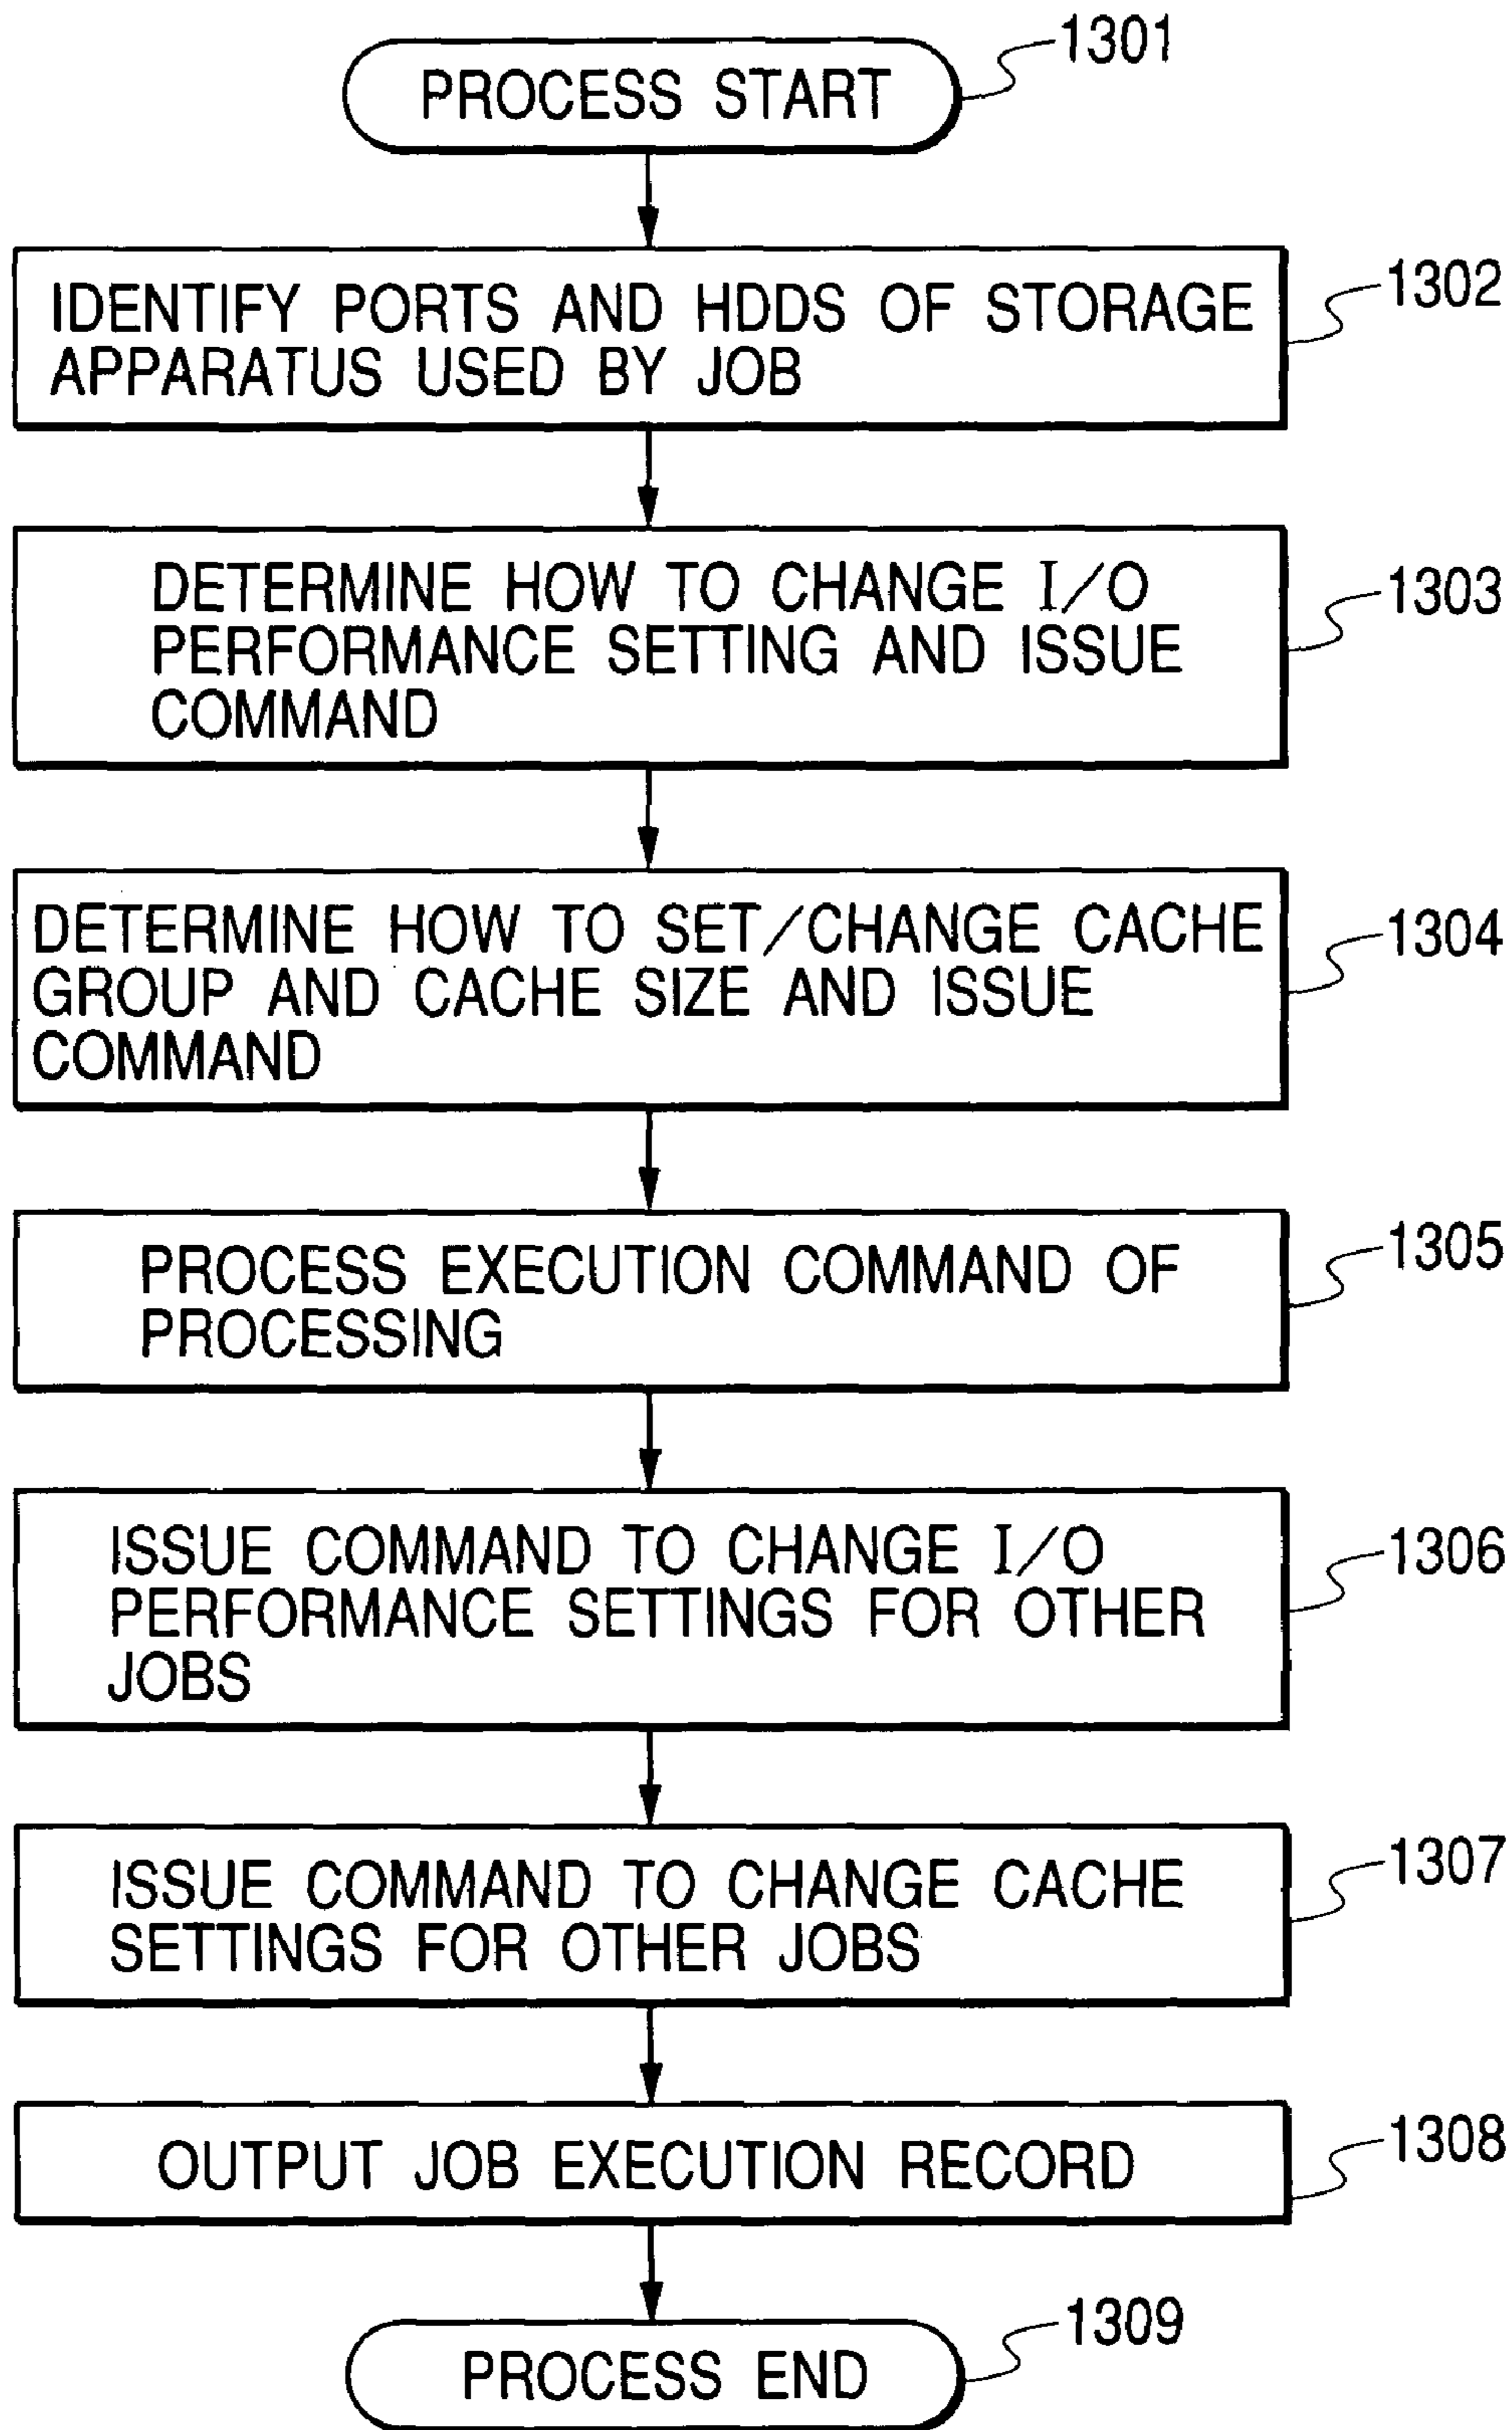 1301
PROCESS START
1302
IDENTIFY PORTS AND HDDS OF STORAGE
APPARATUS USED BY JOB
1303
DETERMINE HOW TO CHANGE I/O
PERFORMANCE SETTING AND ISSUE
COMMAND
1304
DETERMINE HOW TO SET/CHANGE CACHE
GROUP AND CACHE SIZE AND ISSUE
COMMAND
1305
PROCESS EXECUTION COMMAND OF
PROCESSING
1306
ISSUE COMMAND TO CHANGE I/O
PERFORMANCE SETTINGS FOR OTHER
JOBS
1307
ISSUE COMMAND TO CHANGE CACHE
SETTINGS FOR OTHER JOBS
1308
OUTPUT JOB EXECUTION RECORD
1309
PROCESS END